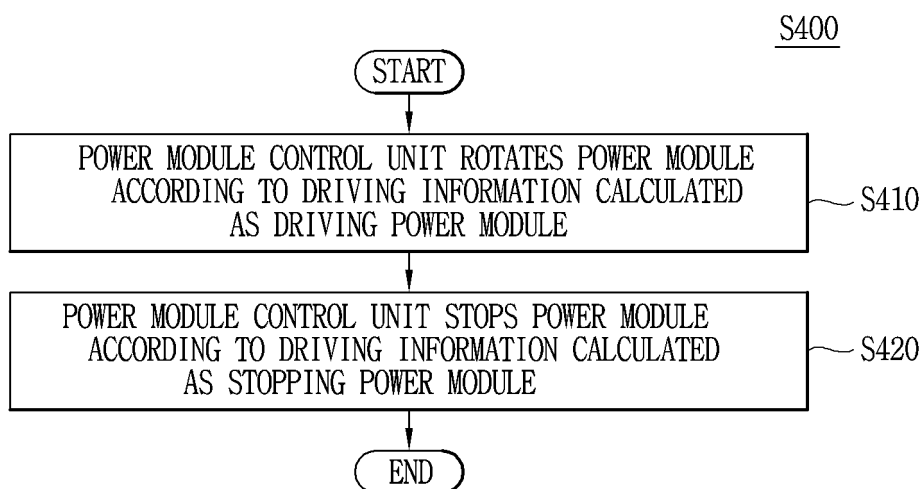 S400
START
POWER MODULE CONTROL UNIT ROTATES POWER MODULE
ACCORDING TO DRIVING INFORMATION CALCULATED
AS DRIVING POWER MODULE
S410
POWER MODULE CONTROL UNIT STOPS POWER MODULE
ACCORDING TO DRIVING INFORMATION CALCULATED
AS STOPPING POWER MODULE
S420
END